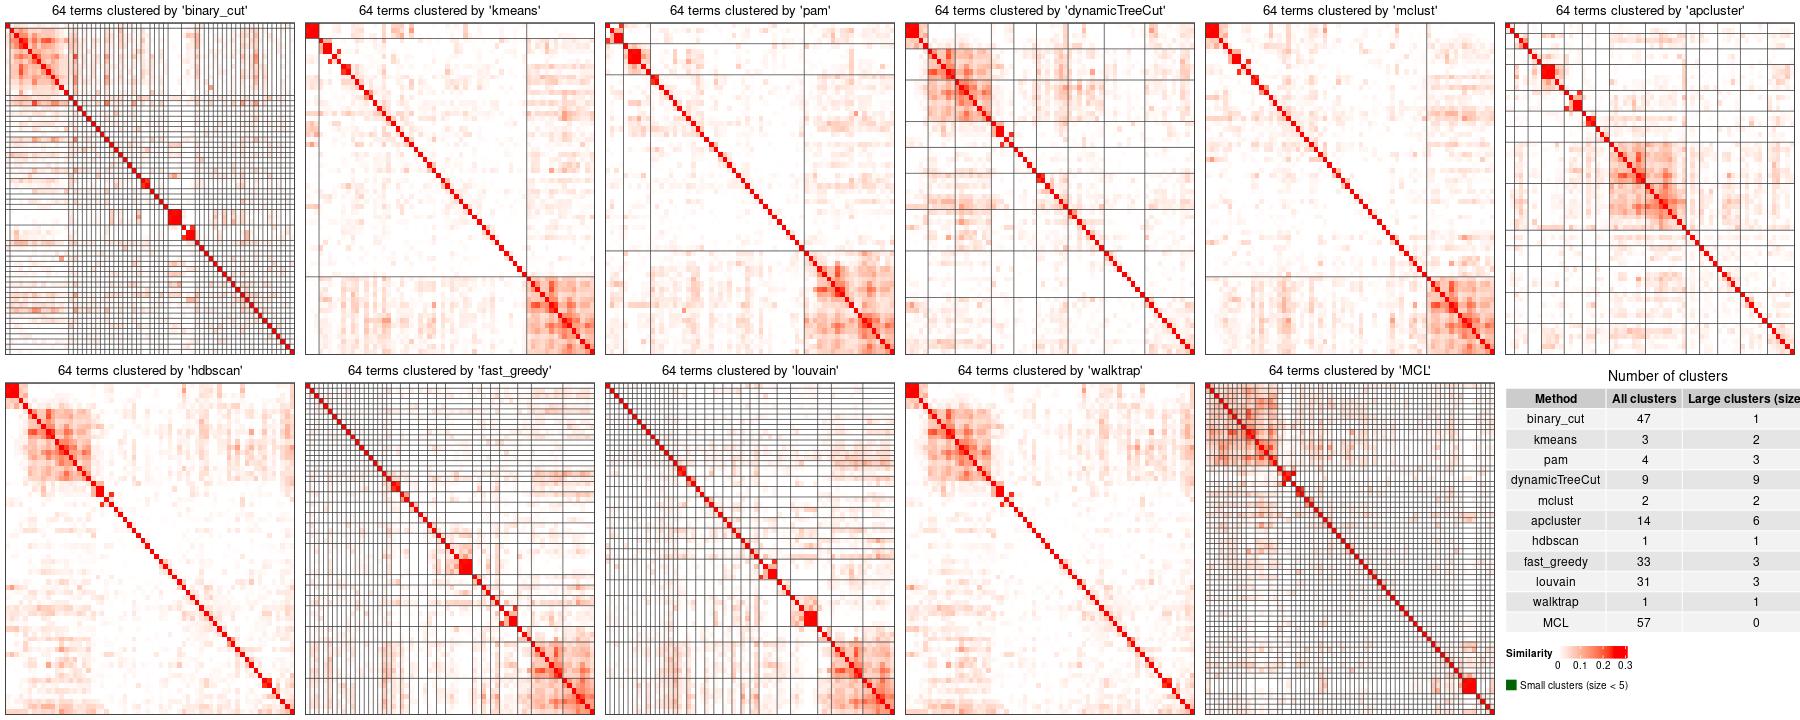 64 terms clustered by 'binary_cut'
64 terms clustered by 'kmeans'
64 terms clustered by 'pam'
64 terms clustered by 'dynamicTreeCut'
64 terms clustered by 'mclust'
64 terms clustered by 'apcluster'
64 terms clustered by 'hdbscan'
64 terms clustered by 'fast_greedy'
64 terms clustered by 'louvain'
64 terms clustered by 'walktrap'
64 terms clustered by 'MCL'
Number of clusters
Method All clusters Large clusters (size
binary_cut 47 1
kmeans 3 2
pam 4 3
dynamicTreeCut 9 9
mclust 2 2
apcluster 14 6
hdbscan 1 1
fast_greedy 33 3
louvain 31 3
walktrap 1 1
MCL 57 0
Similarity
0 0.1 0.2 0.3
Small clusters (size < 5)